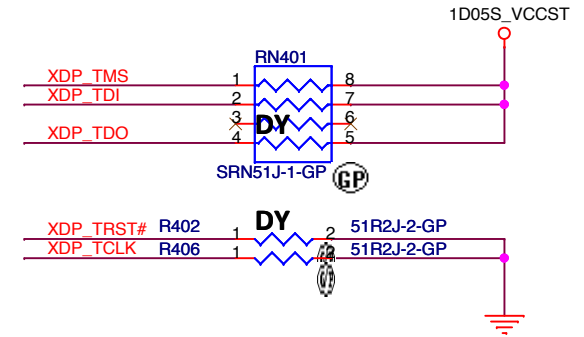 1D05S_VCCST
RN401
XDP_TMS 1 8
XDP_TDI 2 7
3 DY 6
XDP_TDO 4 5
SRN51J-1-GP GP
DY
XDP_TRST# R402 1 2 51R2J-2-GP
XDP_TCLK R406 1 51R2J-2-GP